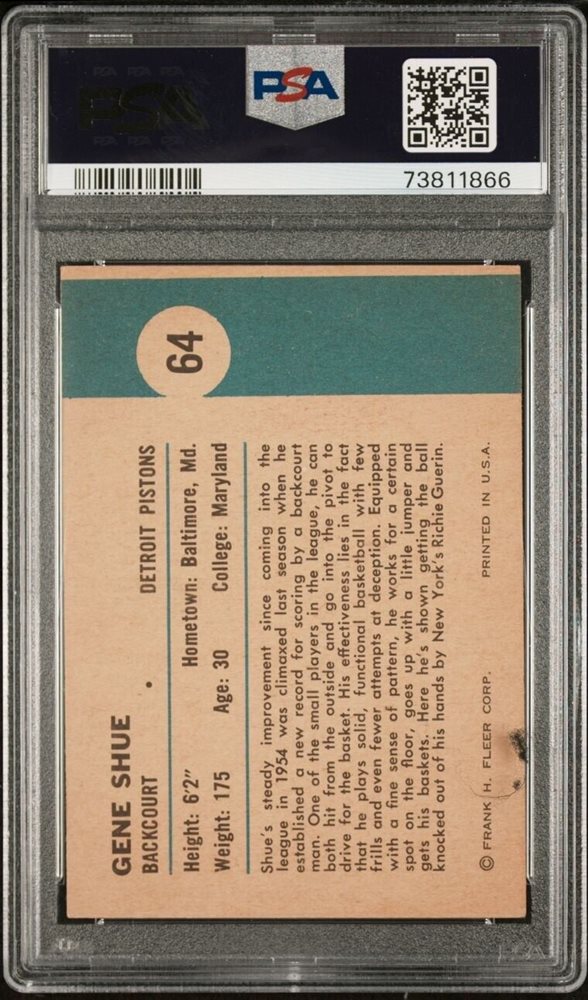 PSA
73811866
64
GENE SHUE
BACKCOURT • DETROIT PISTONS
Height: 6'2" Hometown: Baltimore, Md.
Weight: 175 Age: 30 College: Maryland
Shue's steady improvement since coming into the
league in 1954 was climaxed last season when he
established a new record for scoring by a backcourt
man. One of the small players in the league, he can
both hit from the outside and go into the pivot to
drive for the basket. His effectiveness lies in the fact
that he plays solid, functional basketball with few
frills and even fewer attempts at deception. Equipped
with a fine sense of pattern, he works for a certain
spot on the floor, goes up with a little jumper and
gets his baskets. Here he's shown getting the ball
knocked out of his hands by New York's Richie Guerin.
© FRANK H. FLEER CORP. PRINTED IN U.S.A.